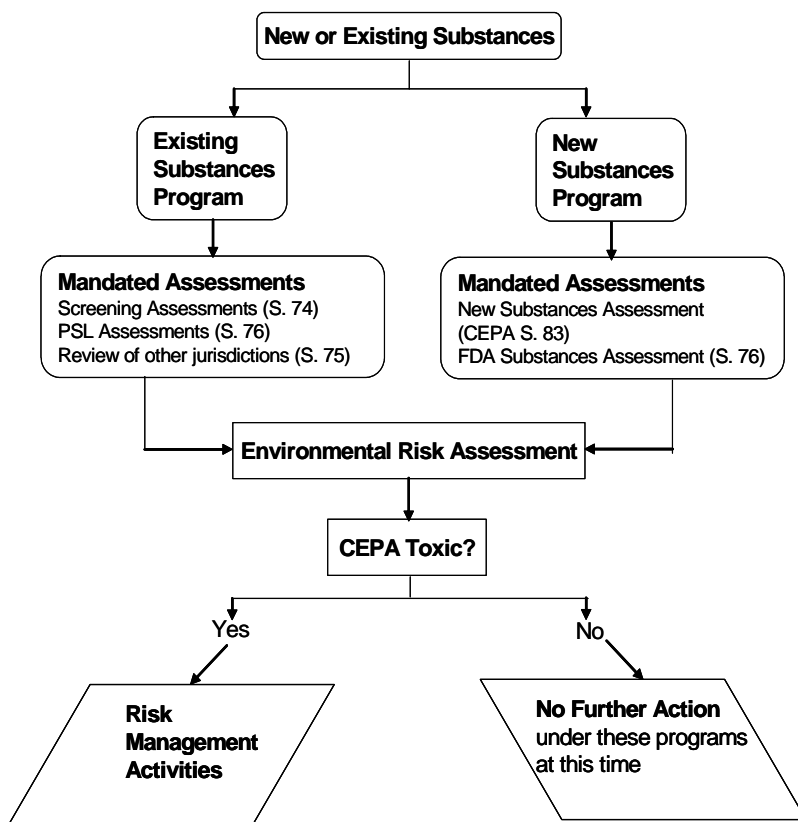 New or Existing Substances
Existing
Substances
Program
New
Substances
Program
Mandated Assessments
Screening Assessments (S. 74)
PSL Assessments (S. 76)
Review of other jurisdictions (S. 75)
Mandated Assessments
New Substances Assessment
(CEPA S. 83)
FDA Substances Assessment (S. 76)
Environmental Risk Assessment
CEPA Toxic?
Yes
No
Risk
Management
Activities
No Further Action
under these programs
at this time